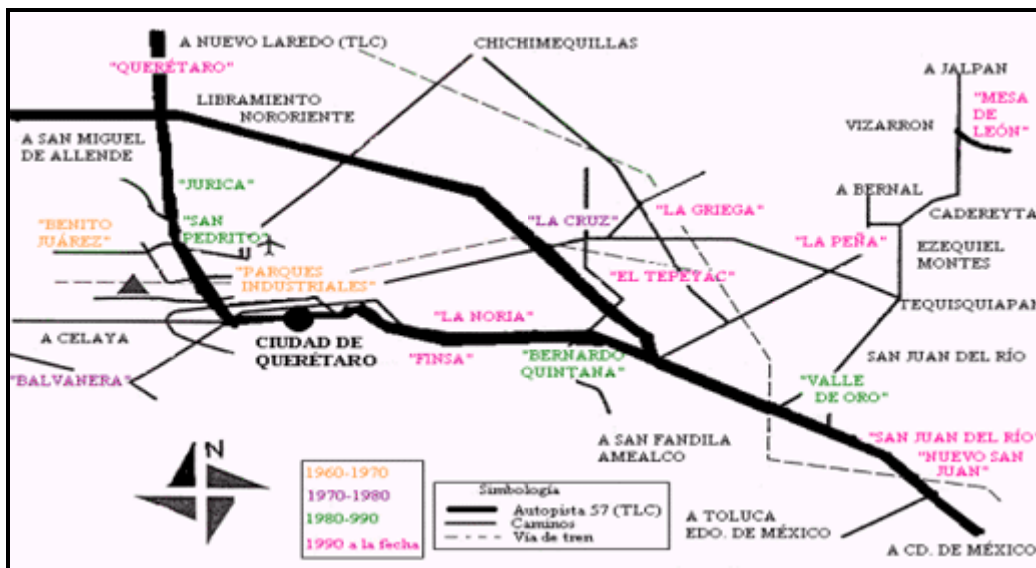 A NUEVO LAREDO (TLC)
CHICHIMEQUILLAS
"QUERÉTARO"
A JALPAN
LIBRAMIENTO
NORORIENTE
"MESA
DE
LEÓN"
VIZARRON
A SAN MIGUEL
DE ALLENDE
"JURICA"
A BERNAL
"SAN
PEDRITO"
"LA CRUZ"
"LA GRIEGA"
CADEREYTA
"BENITO
JUÁREZ"
"LA PEÑA"
EZEQUIEL
MONTES
"PARQUES
INDUSTRIALES"
"EL TEPEYAC"
TEQUISQUIAPAN
"LA NORIA"
A CELAYA
CIUDAD DE
QUERÉTARO
"FINSA"
"BERNARDO
QUINTANA"
SAN JUAN DEL RÍO
"BALVANERA"
"VALLE
DE ORO"
A SAN FANDILA
AMEALCO
"SAN JUAN DEL RÍO"
"NUEVO SAN
JUAN"
N
1960-1970
1970-1980
1980-990
1990 a la fecha
Simbología
Autopista 57 (TLC)
Caminos
Vía de tren
A TOLUCA
EDO. DE MÉXICO
A CD. DE MÉXICO